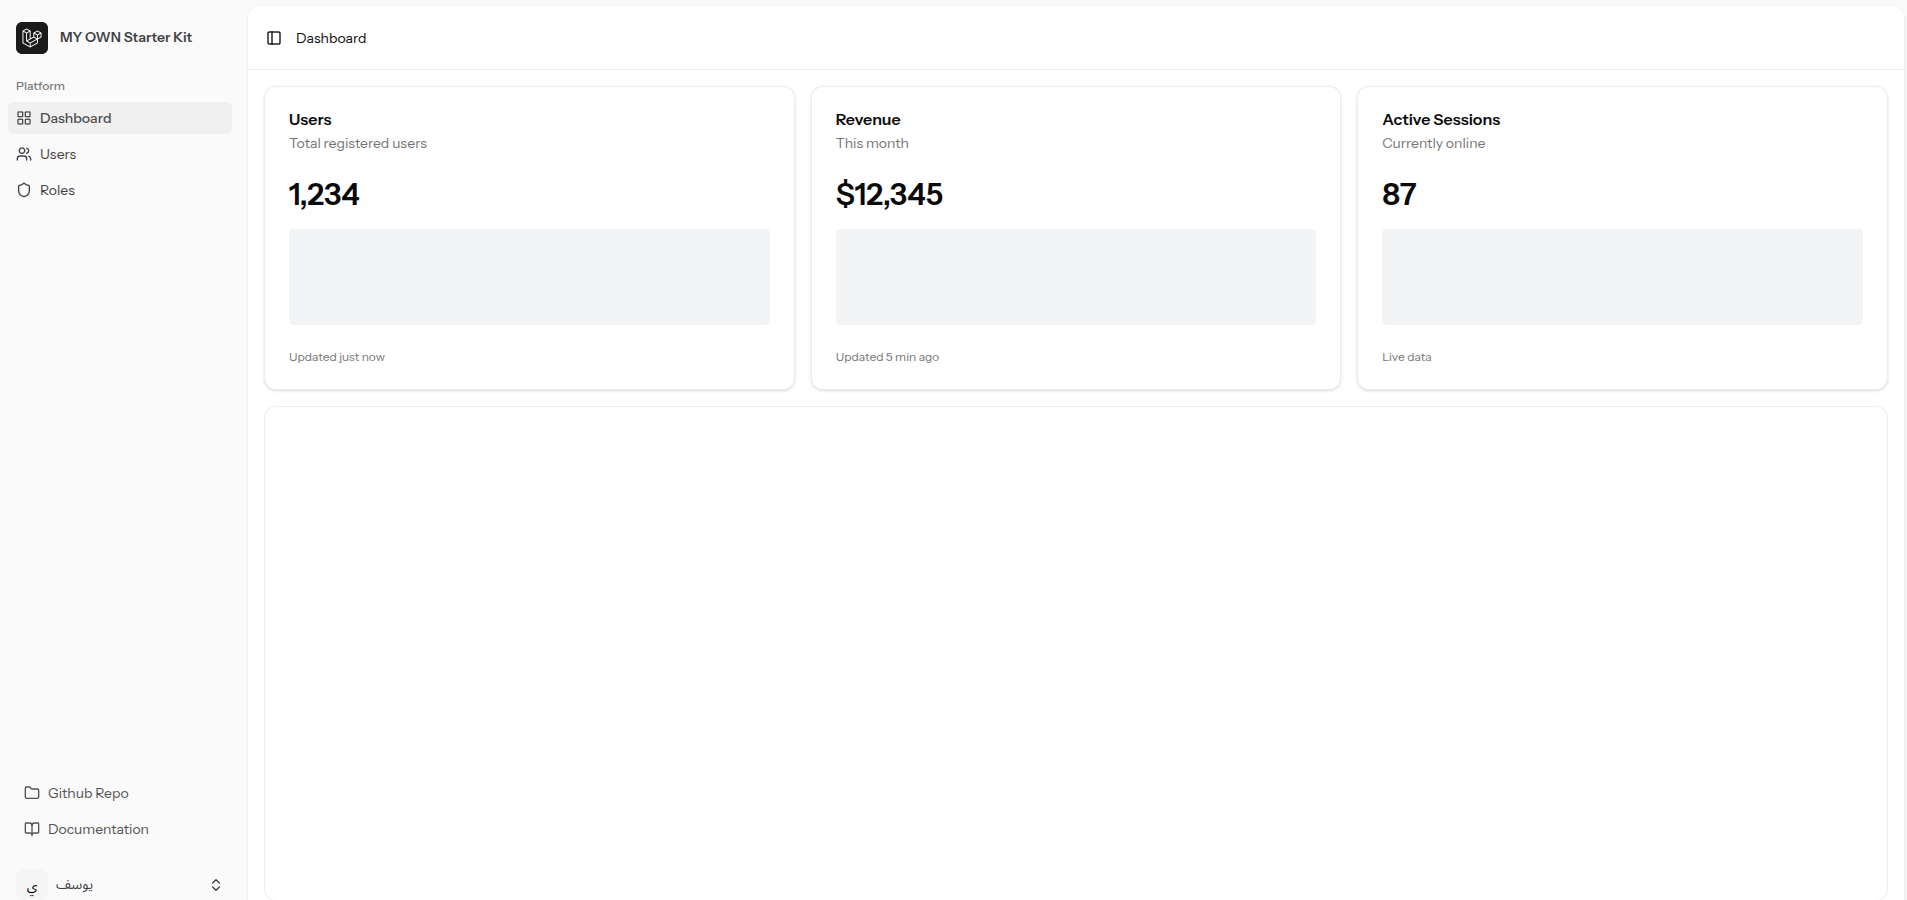 MY OWN Starter Kit
Platform
Dashboard
Users
Roles
Github Repo
Documentation
ي
يوسف
Dashboard
Users
Total registered users
1,234
Updated just now
Revenue
This month
$12,345
Updated 5 min ago
Active Sessions
Currently online
87
Live data